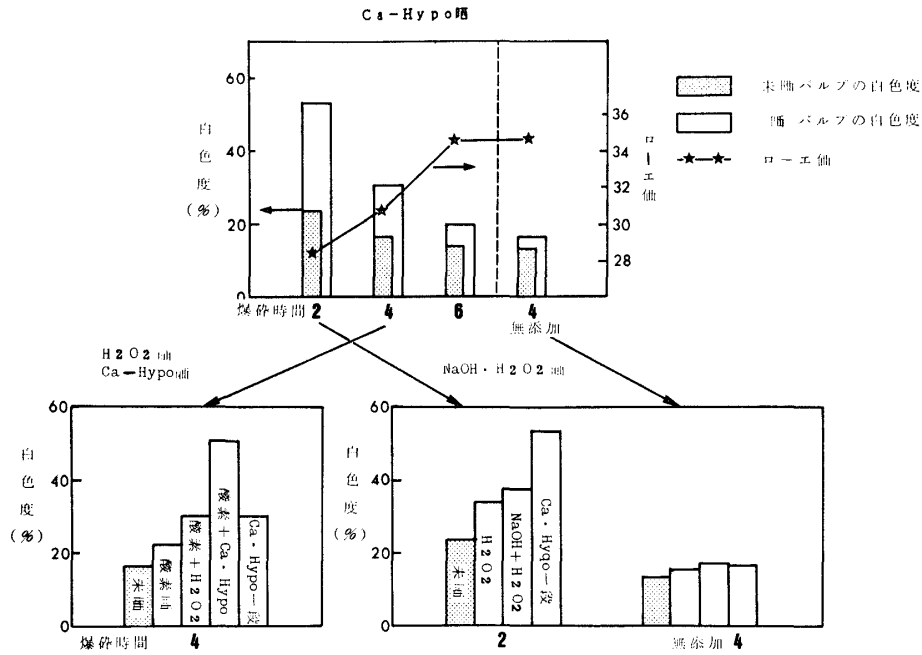 Ca-Hypo晒
未晒パルプの白色度
晒 パルプの白色度
ローエ価
60
40
20
0
白色度(%)
36
34
32
30
28
ローエ価
爆砕時間 2 4 6 4
無添加
H2O2晒
Ca-Hypo晒
NaOH・H2O2晒
60
40
20
0
白色度(%)
未晒
酸素晒
酸素+H2O2
酸素+Ca・Hypo
Ca・Hypo一段
爆砕時間 4
60
40
20
0
白色度(%)
未晒
H2O2
NaOH+H2O2
Ca・Hyqo一段
2 無添加 4